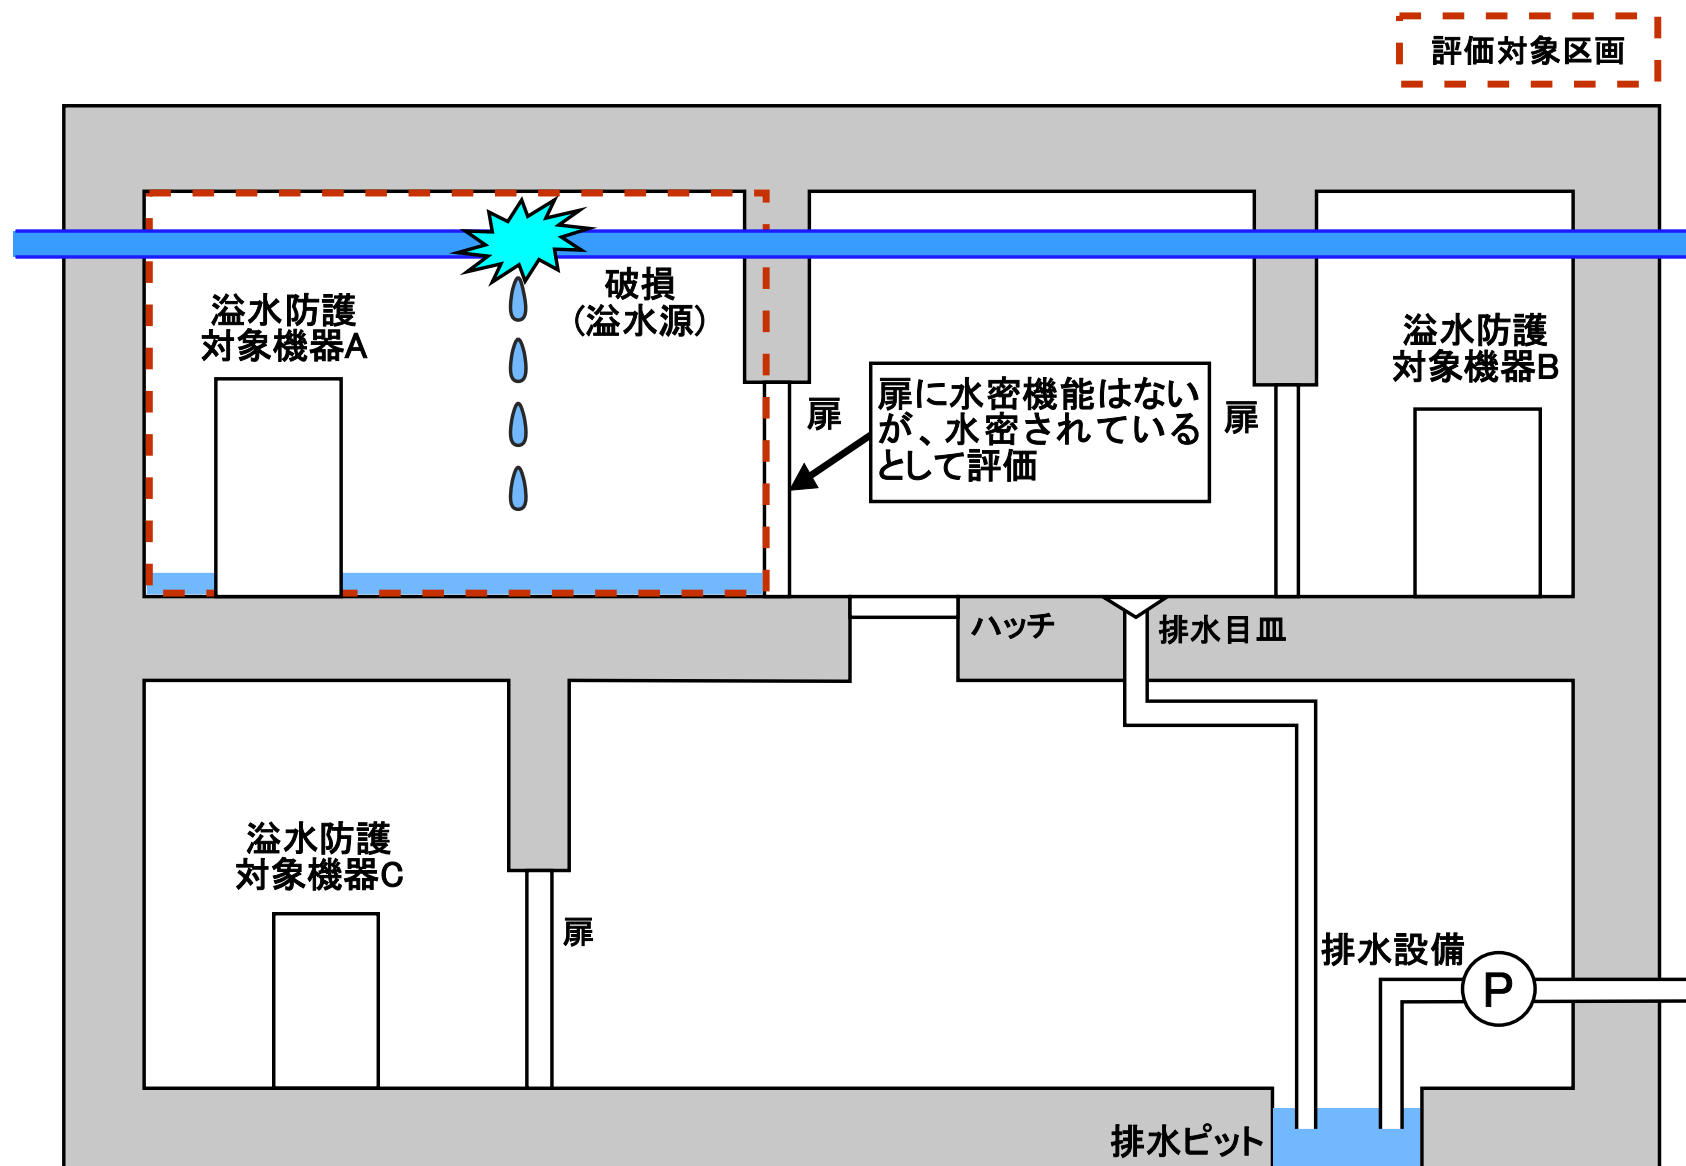 評価対象区画
破損
(溢水源)
溢水防護
対象機器A
溢水防護
対象機器B
扉
扉に水密機能はない
が、水密されている
として評価
扉
ハッチ
排水目皿
溢水防護
対象機器C
扉
排水設備
P
排水ピット